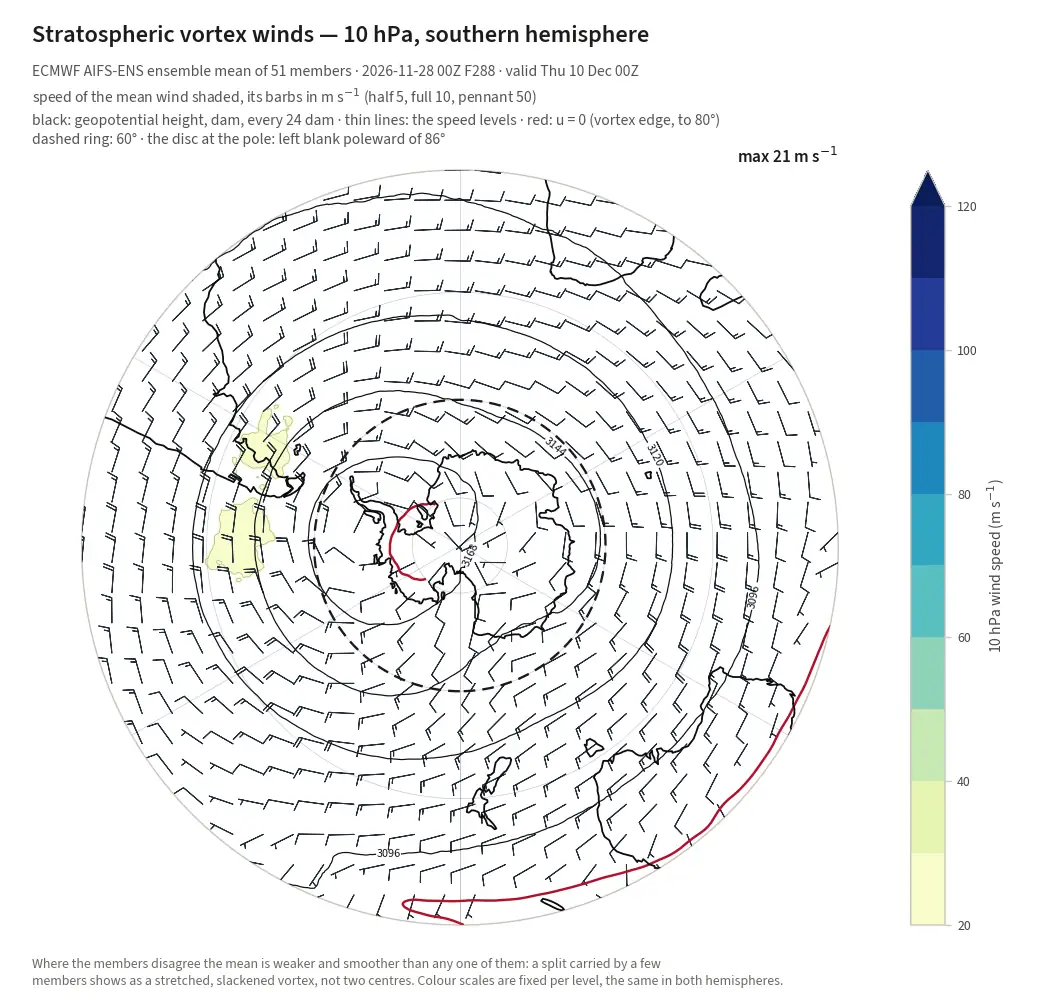 Stratospheric vortex winds — 10 hPa, southern hemisphere
ECMWF AIFS-ENS ensemble mean of 51 members · 2026-11-28 00Z F288 · valid Thu 10 Dec 00Z
speed of the mean wind shaded, its barbs in m s⁻¹ (half 5, full 10, pennant 50)
black: geopotential height, dam, every 24 dam · thin lines: the speed levels · red: u = 0 (vortex edge, to 80°)
dashed ring: 60° · the disc at the pole: left blank poleward of 86°
max 21 m s⁻¹
120
100
80
60
40
20
10 hPa wind speed (m s⁻¹)
3144
3120
3168
3096
3096
Where the members disagree the mean is weaker and smoother than any one of them: a split carried by a few
members shows as a stretched, slackened vortex, not two centres. Colour scales are fixed per level, the same in both hemispheres.